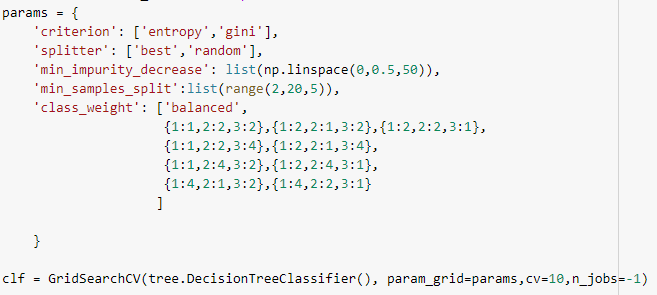 params = {
    'criterion': ['entropy','gini'],
    'splitter': ['best','random'],
    'min_impurity_decrease': list(np.linspace(0,0.5,50)),
    'min_samples_split':list(range(2,20,5)),
    'class_weight': ['balanced',
                     {1:1,2:2,3:2},{1:2,2:1,3:2},{1:2,2:2,3:1},
                     {1:1,2:2,3:4},{1:2,2:1,3:4},
                     {1:1,2:4,3:2},{1:2,2:4,3:1},
                     {1:4,2:1,3:2},{1:4,2:2,3:1}
                    ]
    }
clf = GridSearchCV(tree.DecisionTreeClassifier(), param_grid=params,cv=10,n_jobs=-1)